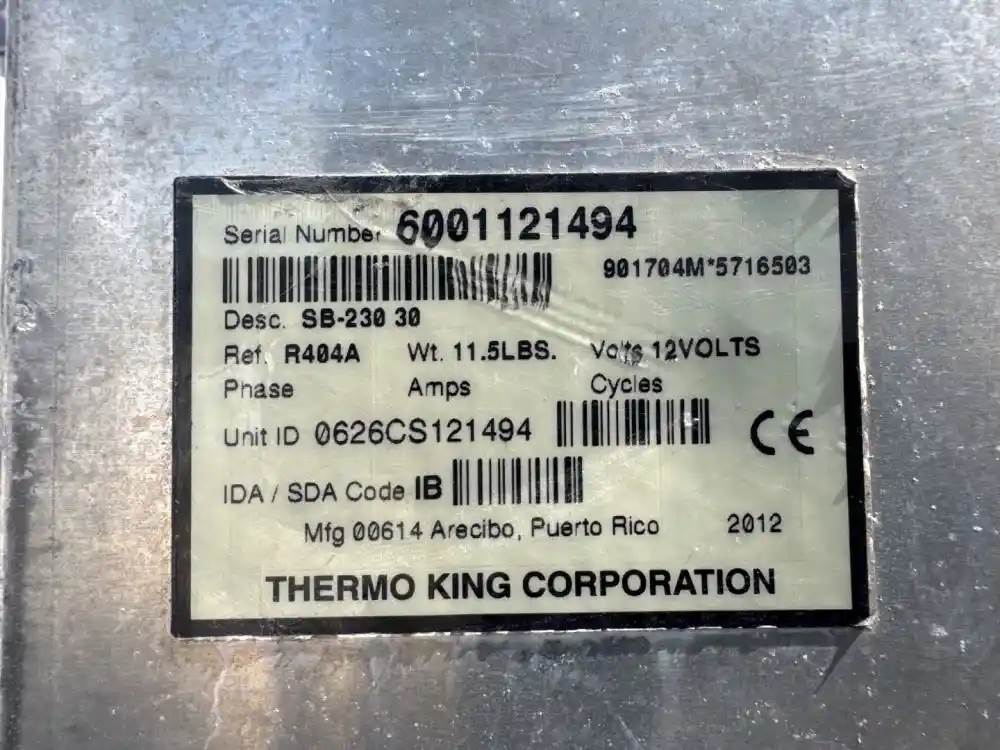 Serial Number 6001121494
901704M*5716503
Desc. SB-230 30
Ref. R404A Wt. 11.5LBS. Volts 12VOLTS
Phase Amps Cycles
Unit ID 0626CS121494 CE
IDA / SDA Code IB
Mfg 00614 Arecibo, Puerto Rico 2012
THERMO KING CORPORATION